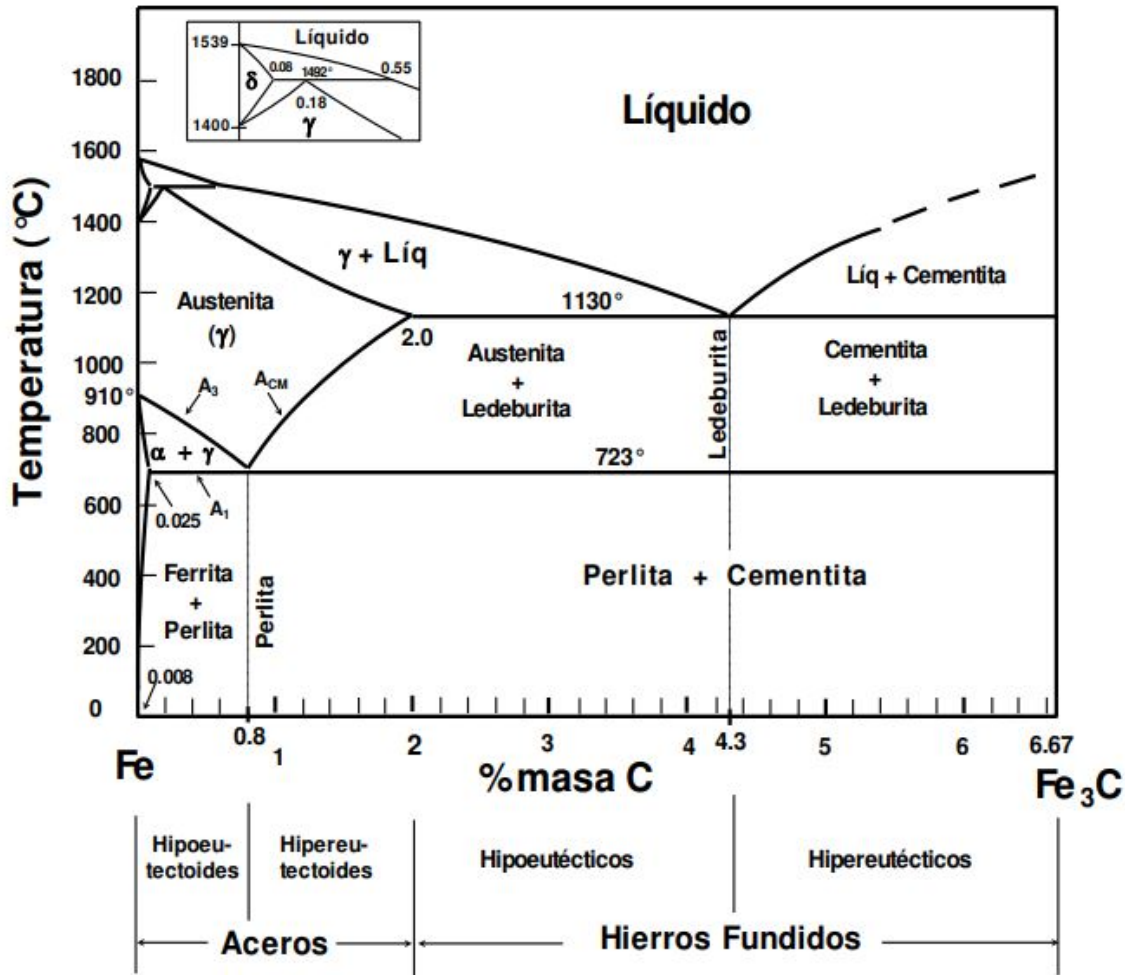 Líquido
1539
0.08
1492°
0.55
δ
0.18
1400
γ
Temperatura (°C)
1800
1600
1400
1200
1000
910°
800
600
400
200
0
Líquido
γ + Líq
Líq + Cementita
1130°
2.0
Austenita
(γ)
A3
ACM
Austenita
+
Ledeburita
Ledeburita
Cementita
+
Ledeburita
α + γ
723°
0.025
A1
Ferrita
+
Perlita
Perlita
Perlita + Cementita
0.008
0.8
1
2
3
4
4.3
5
6
6.67
Fe
%masa C
Fe3C
Hipoeu-
tectoides
Hipereu-
tectoides
Hipoeutécticos
Hipereutécticos
Aceros
Hierros Fundidos